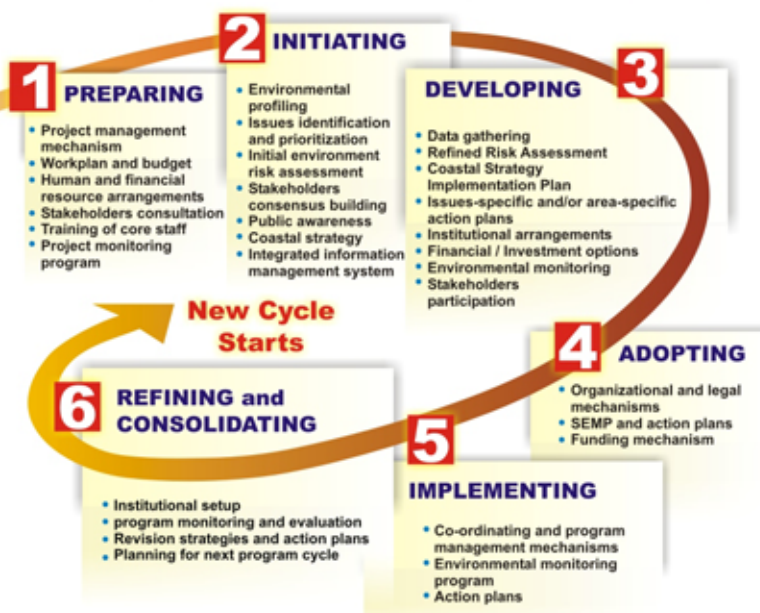 1 PREPARING
• Project management
mechanism
• Workplan and budget
• Human and financial
resource arrangements
• Stakeholders consultation
• Training of core staff
• Project monitoring
program
2 INITIATING
• Environmental
profiling
• Issues identification
and prioritization
• Initial environment
risk assessment
• Stakeholders
consensus building
• Public awareness
• Coastal strategy
• Integrated information
management system
3
DEVELOPING
• Data gathering
• Refined Risk Assessment
• Coastal Strategy
Implementation Plan
• Issues-specific and/or area-specific
action plans
• Institutional arrangements
• Financial / Investment options
• Environmental monitoring
• Stakeholders
participation
4 ADOPTING
• Organizational and legal
mechanisms
• SEMP and action plans
• Funding mechanism
5
IMPLEMENTING
• Co-ordinating and program
management mechanisms
• Environmental monitoring
program
• Action plans
6 REFINING and
CONSOLIDATING
• Institutional setup
• program monitoring and evaluation
• Revision strategies and action plans
• Planning for next program cycle
New Cycle
Starts